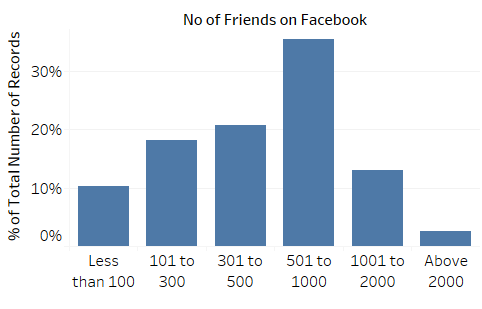 No of Friends on Facebook
% of Total Number of Records
30%
20%
10%
0%
Less than 100
101 to 300
301 to 500
501 to 1000
1001 to 2000
Above 2000